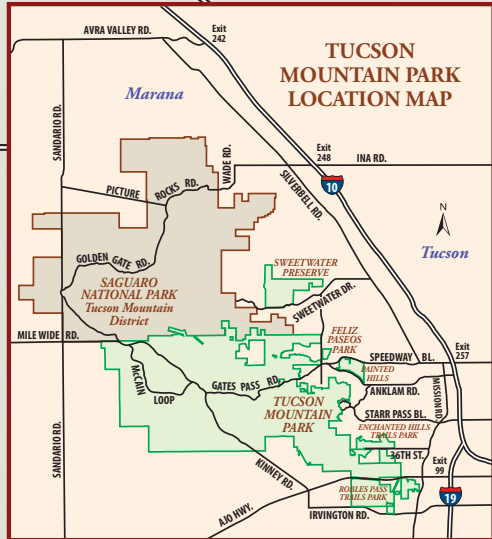 AVRA VALLEY RD.
Exit
242
TUCSON
MOUNTAIN PARK
LOCATION MAP
Marana
SANDARIO RD.
Exit
248
INA RD.
WADE RD.
PICTURE ROCKS RD.
10
SILVERBELL RD.
N
Tucson
GOLDEN GATE RD.
SWEETWATER
PRESERVE
SAGUARO
NATIONAL PARK
Tucson Mountain
District
SWEETWATER DR.
MILE WIDE RD.
FELIZ
PASEOS
PARK
Exit
257
SPEEDWAY BL.
PAINTED
HILLS
McCAIN
LOOP
GATES PASS RD.
ANKLAM RD.
MISSION RD.
TUCSON
MOUNTAIN
PARK
STARR PASS BL.
ENCHANTED HILLS
TRAILS PARK
36TH ST.
SANDARIO RD.
KINNEY RD.
Exit
99
ROBLES PASS
TRAILS PARK
19
AJO HWY.
IRVINGTON RD.